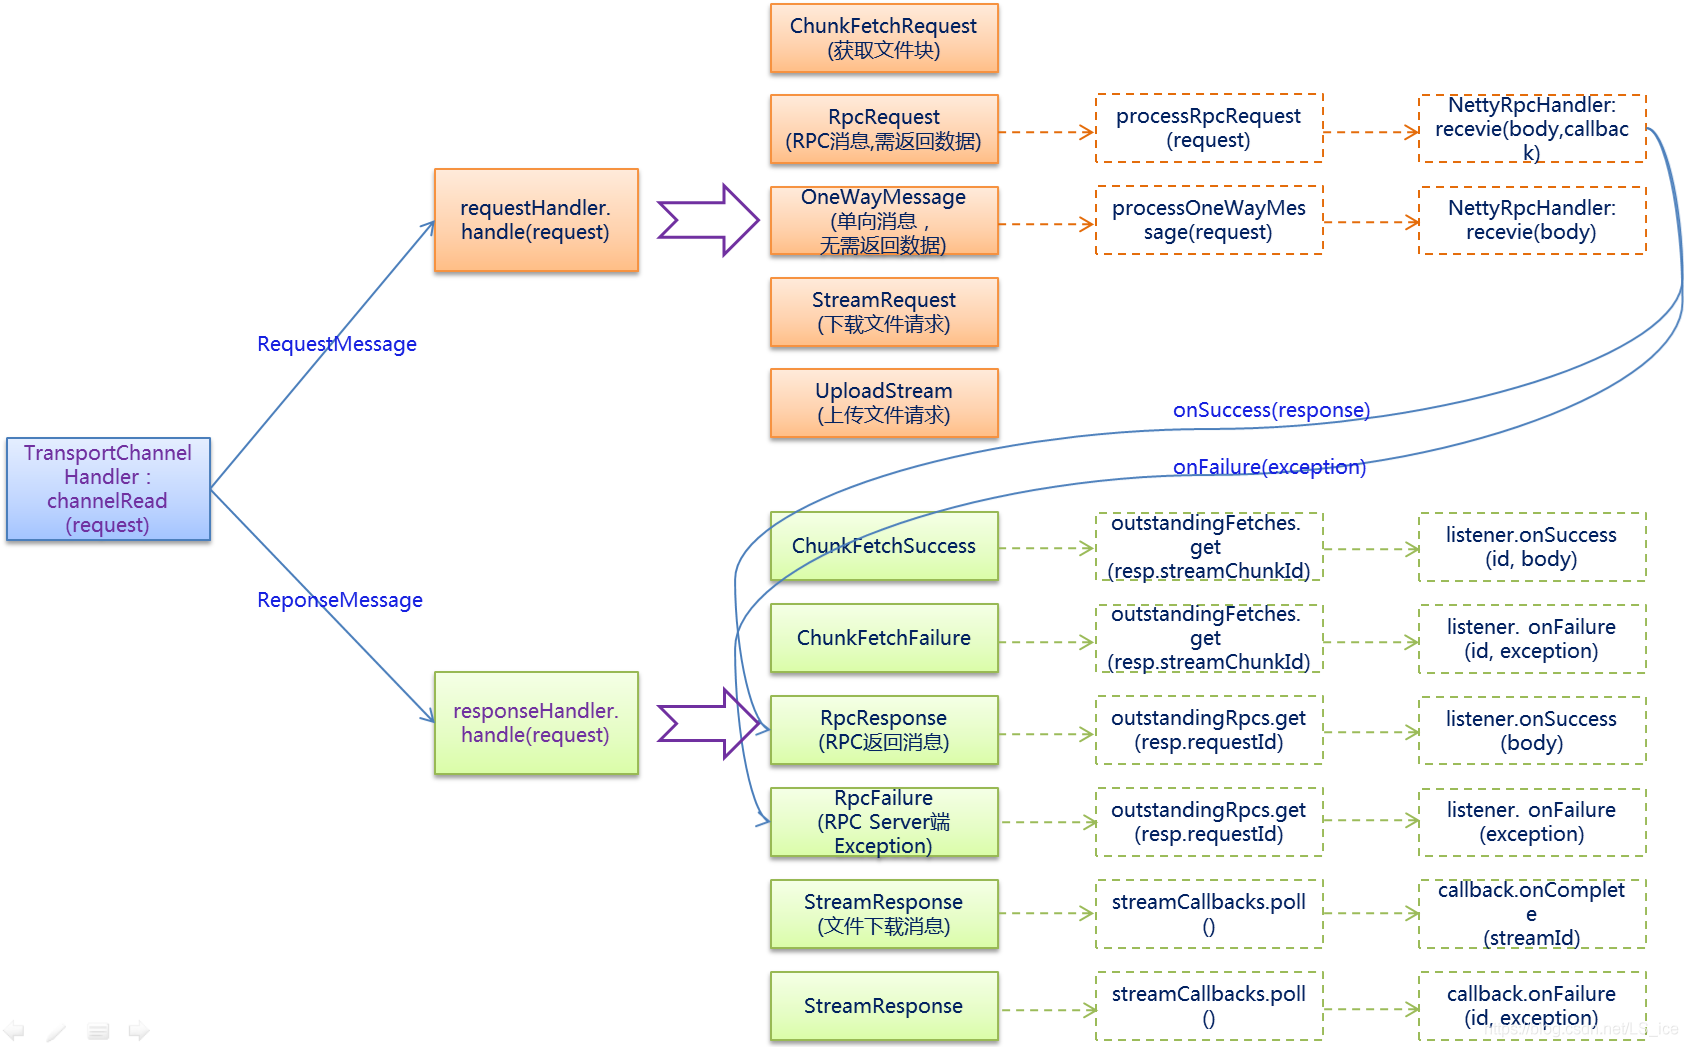 ChunkFetchRequest
(获取文件块)
RpcRequest
(RPC消息,需返回数据)
processRpcRequest
(request)
NettyRpcHandler:
recevie(body,callbac
k)
requestHandler.
handle(request)
OneWayMessage
(单向消息，
无需返回数据)
processOneWayMes
sage(request)
NettyRpcHandler:
recevie(body)
StreamRequest
(下载文件请求)
RequestMessage
UploadStream
(上传文件请求)
onSuccess(response)
onFailure(exception)
TransportChannel
Handler：
channelRead
(request)
ChunkFetchSuccess
outstandingFetches.
get
(resp.streamChunkId)
listener.onSuccess
(id, body)
ReponseMessage
ChunkFetchFailure
outstandingFetches.
get
(resp.streamChunkId)
listener. onFailure
(id, exception)
responseHandler.
handle(request)
RpcResponse
(RPC返回消息)
outstandingRpcs.get
(resp.requestId)
listener.onSuccess
(body)
RpcFailure
(RPC Server端
Exception)
outstandingRpcs.get
(resp.requestId)
listener. onFailure
(exception)
StreamResponse
(文件下载消息)
streamCallbacks.poll
()
callback.onComplet
e
(streamId)
StreamResponse
streamCallbacks.poll
()
callback.onFailure
(id, exception)
https://blog.csdn.net/LS_ice